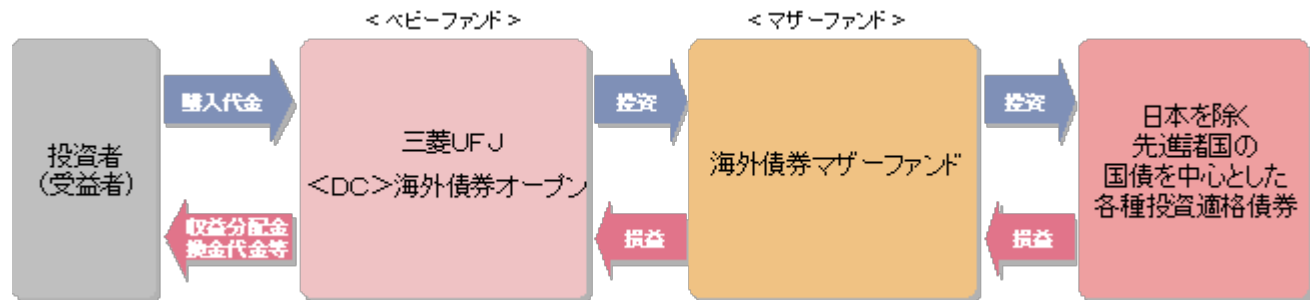 ＜ベビーファンド＞
＜マザーファンド＞
投資者
（受益者）
購入代金
収益分配金
換金代金等
三菱UFJ
＜DC＞海外債券オープン
投資
損益
海外債券マザーファンド
投資
損益
日本を除く
先進諸国の
国債を中心とした
各種投資適格債券